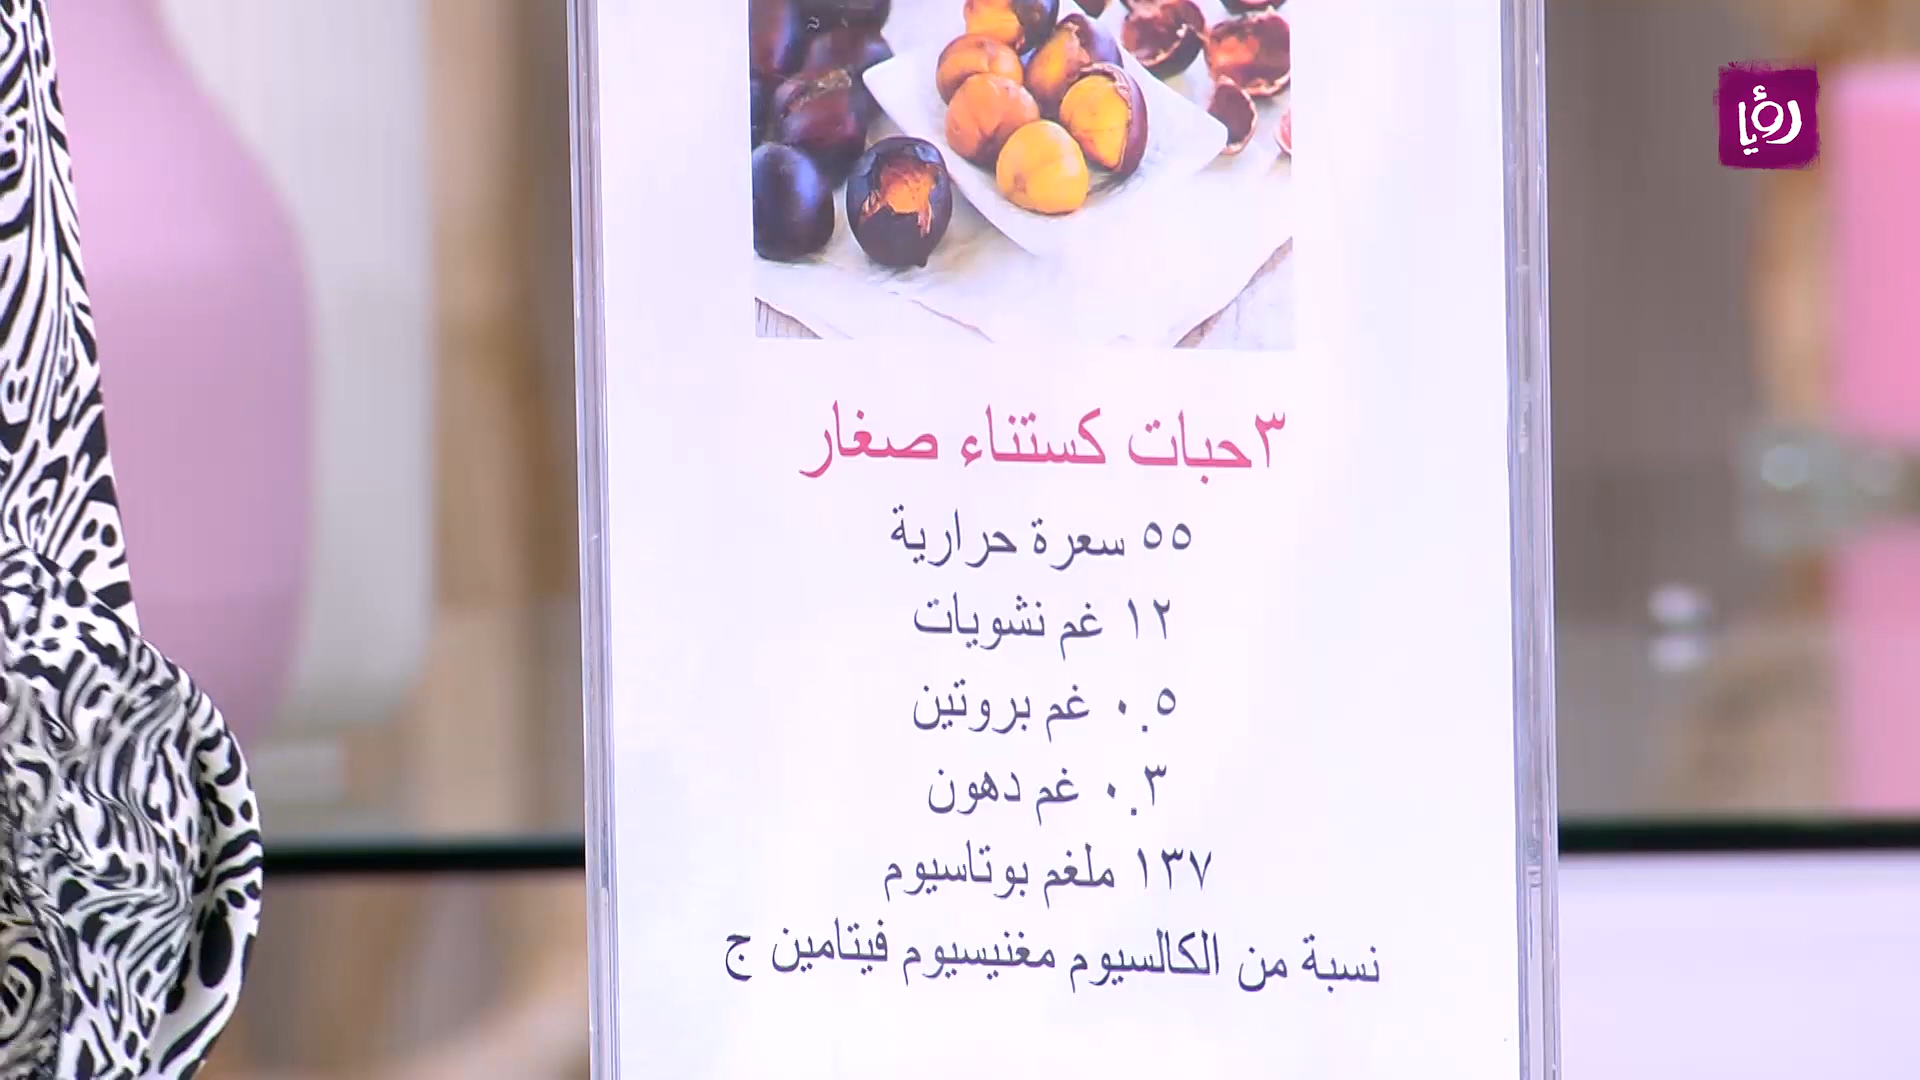 رؤيا
٣حبات كستناء صغار
٥٥ سعرة حرارية
١٢ غم نشويات
٠.٥ غم بروتين
٠.٣ غم دهون
١٣٧ ملغم بوتاسيوم
نسبة من الكالسيوم مغنيسيوم فيتامين ج